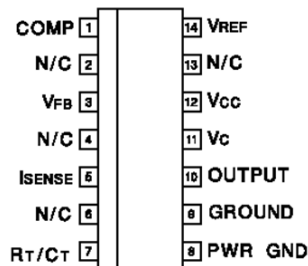 COMP 1 14 VREF
N/C 2 13 N/C
VFB 3 12 VCC
N/C 4 11 VC
ISENSE 5 10 OUTPUT
N/C 6 9 GROUND
RT/CT 7 8 PWR GND